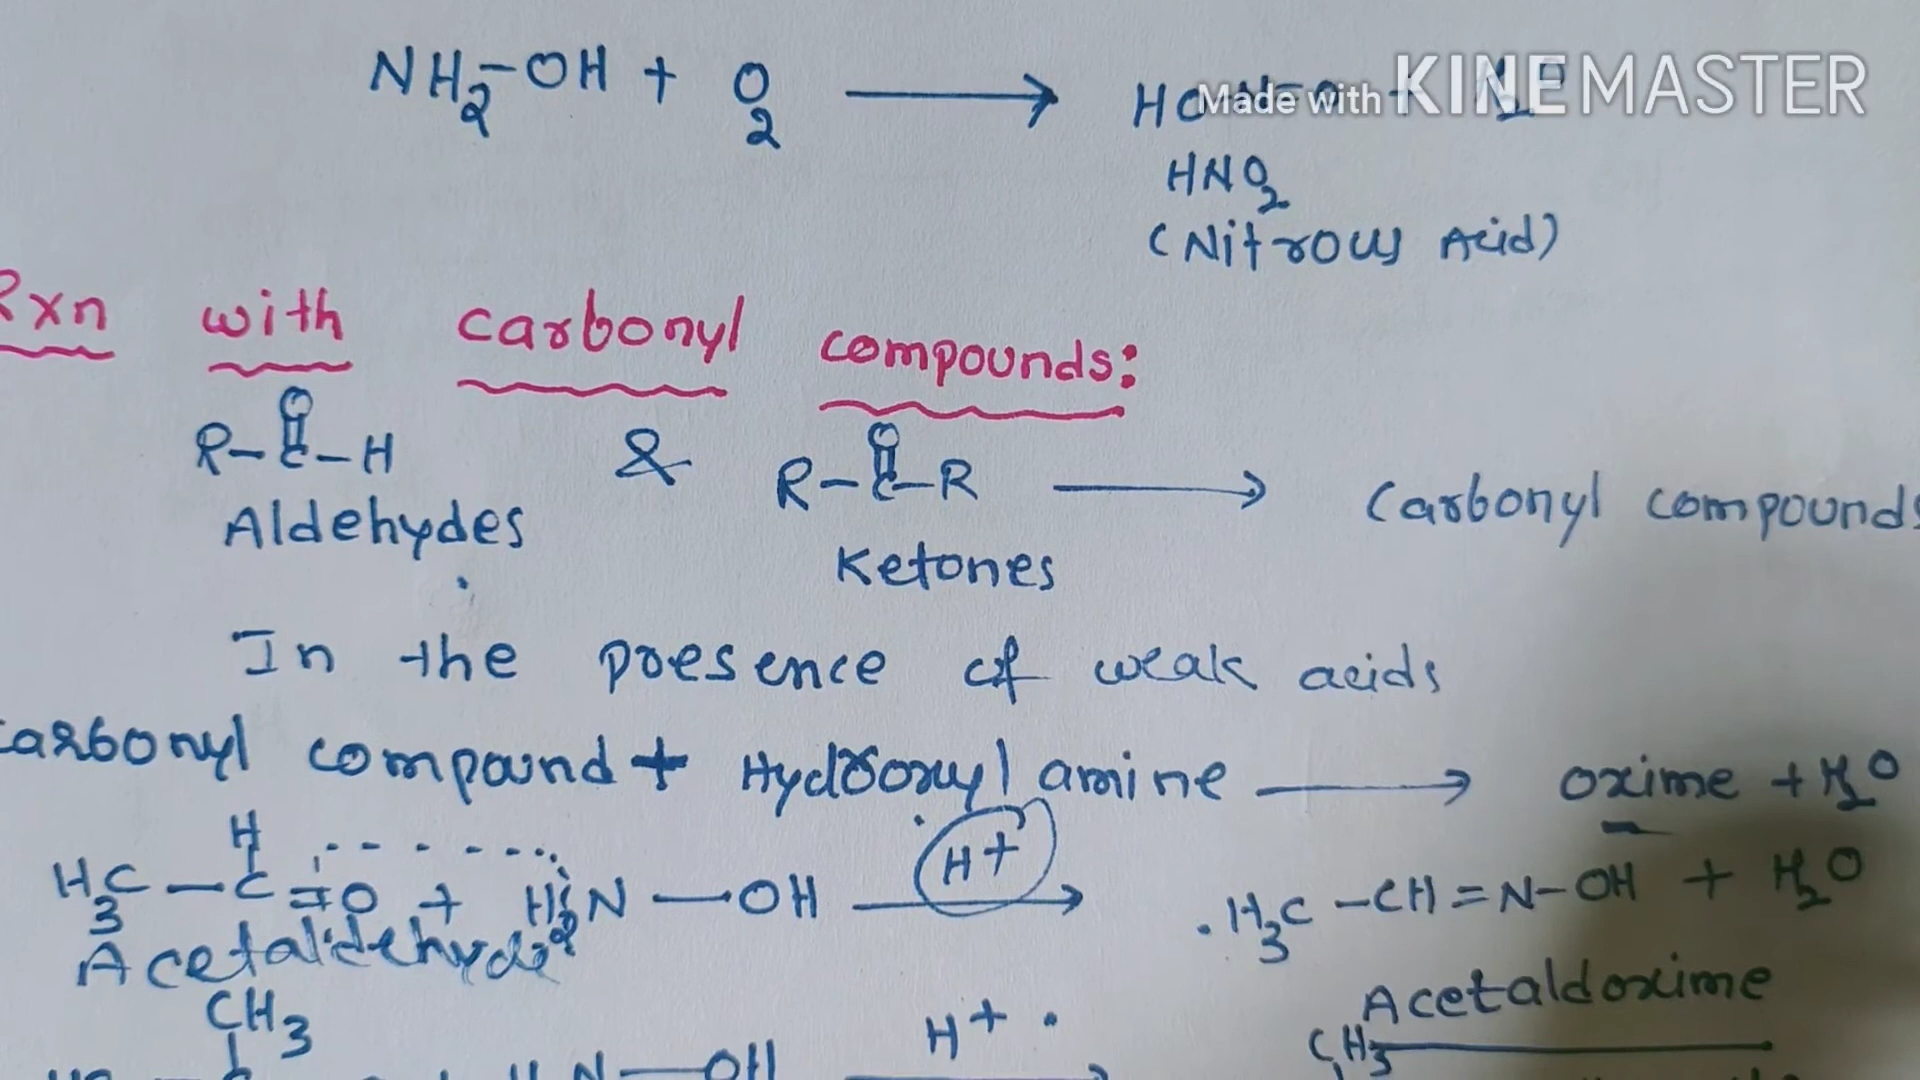 NH2-OH + O2 ⟶
Made with KINEMASTER
HNO2
(Nitrous Acid)
Rxn with carbonyl compounds:
O O
R-C-H & R-C-R ⟶ Carbonyl compounds
Aldehydes Ketones
In the presence of weak acids
Carbonyl compound + Hydroxyl amine ⟶ oxime + H2O
H
H3C-C=O + H2N-OH H+ ⟶ H3C-CH=N-OH + H2O
Acetaldehyde Acetaldoxime
CH3 H+ CH3
N-OH